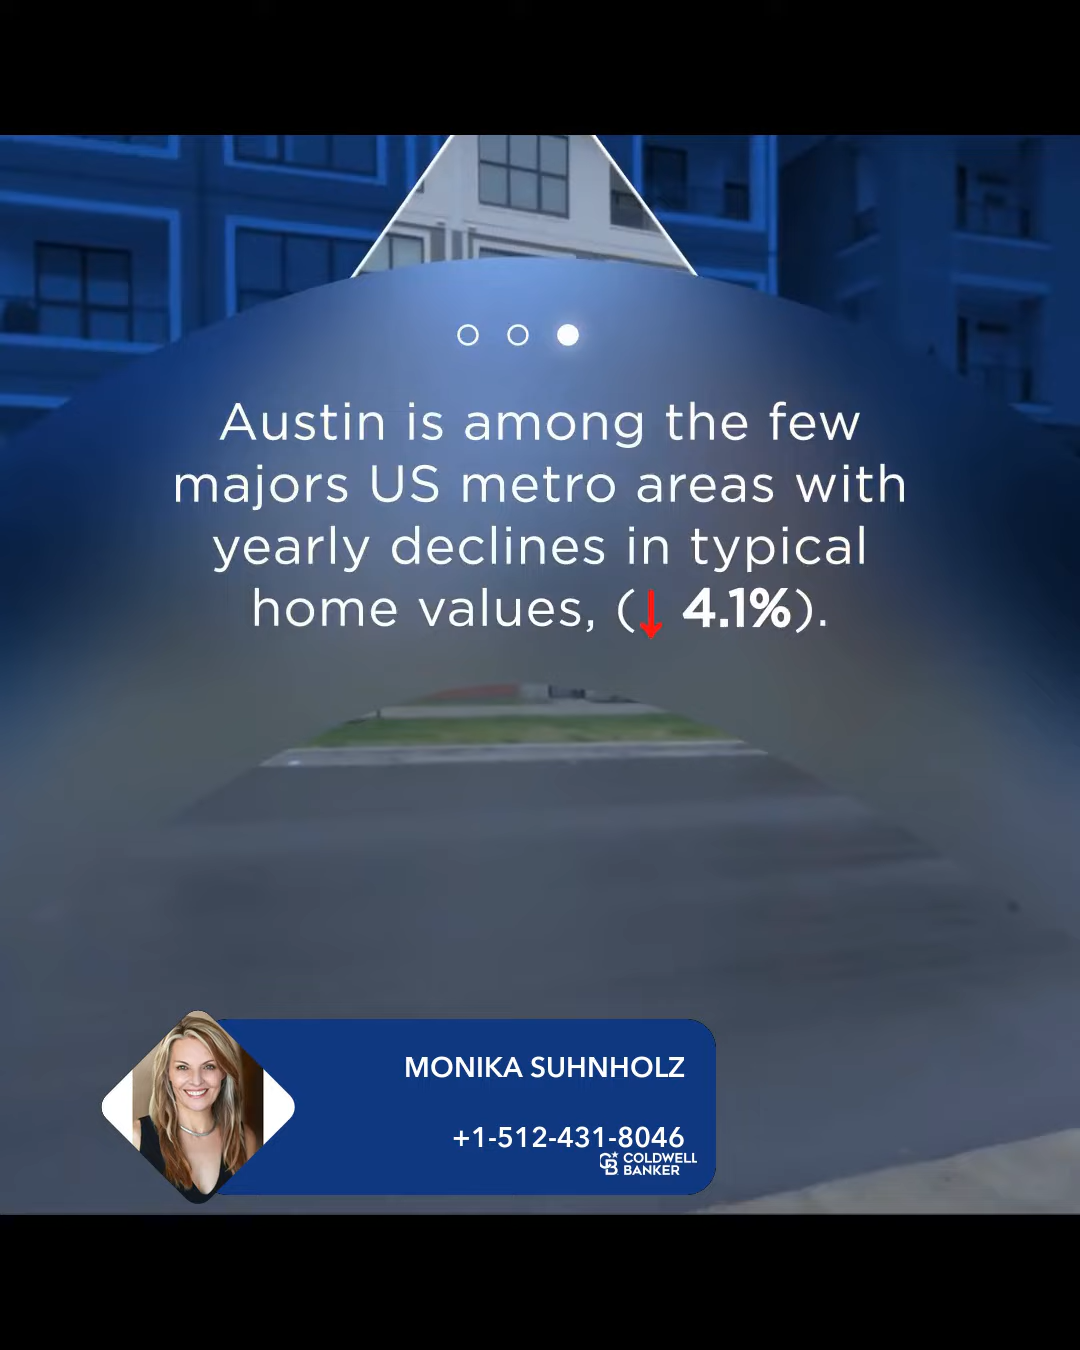 Austin is among the few
majors US metro areas with
yearly declines in typical
home values, (↓ 4.1%).
MONIKA SUHNHOLZ
+1-512-431-8046
CB COLDWELL
BANKER